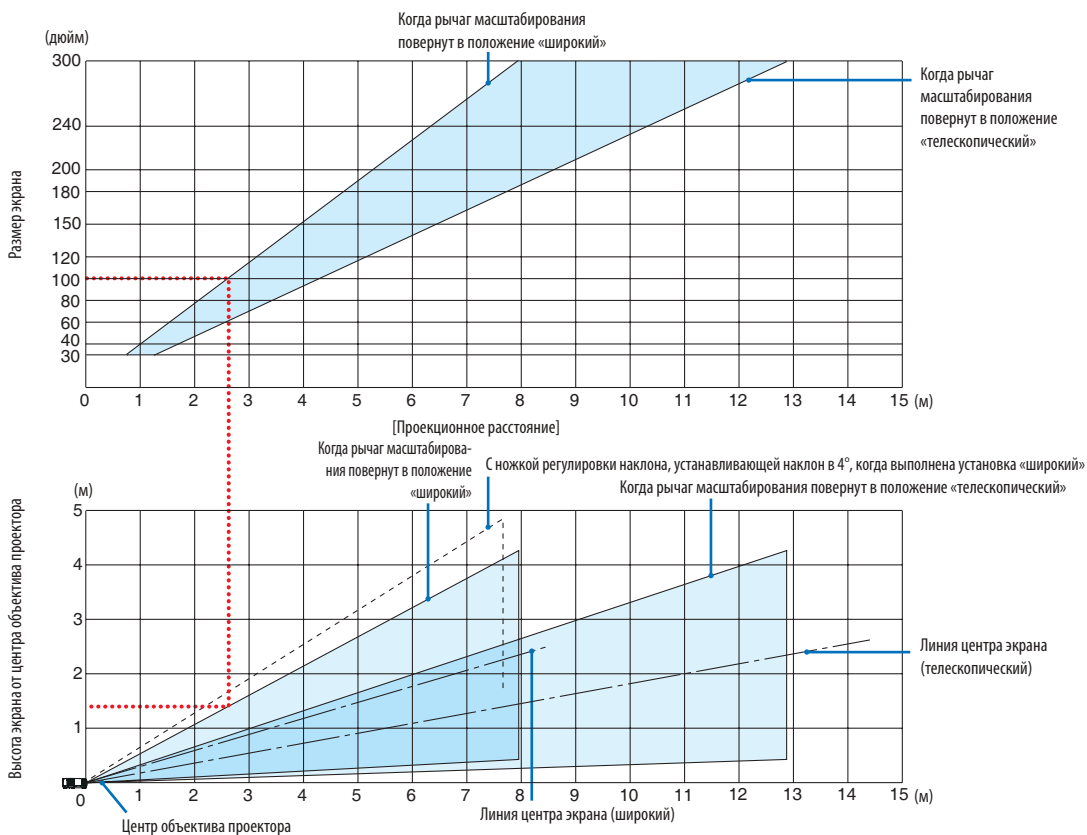 Когда рычаг масштабирования
повернут в положение «широкий»
(дюйм)
300
240
200
180
150
120
100
80
60
40
30
Размер экрана
Когда рычаг
масштабирования
повернут в положение
«телескопический»
0 1 2 3 4 5 6 7 8 9 10 11 12 13 14 15 (м)
[Проекционное расстояние]
Когда рычаг масштабирова-
ния повернут в положение
«широкий»
С ножкой регулировки наклона, устанавливающей наклон в 4°, когда выполнена установка «широкий»
Когда рычаг масштабирования повернут в положение «телескопический»
(м)
5
4
3
2
1
Высота экрана от центра объектива проектора
Линия центра экрана
(телескопический)
0 1 2 3 4 5 6 7 8 9 10 11 12 13 14 15 (м)
Линия центра экрана (широкий)
Центр объектива проектора